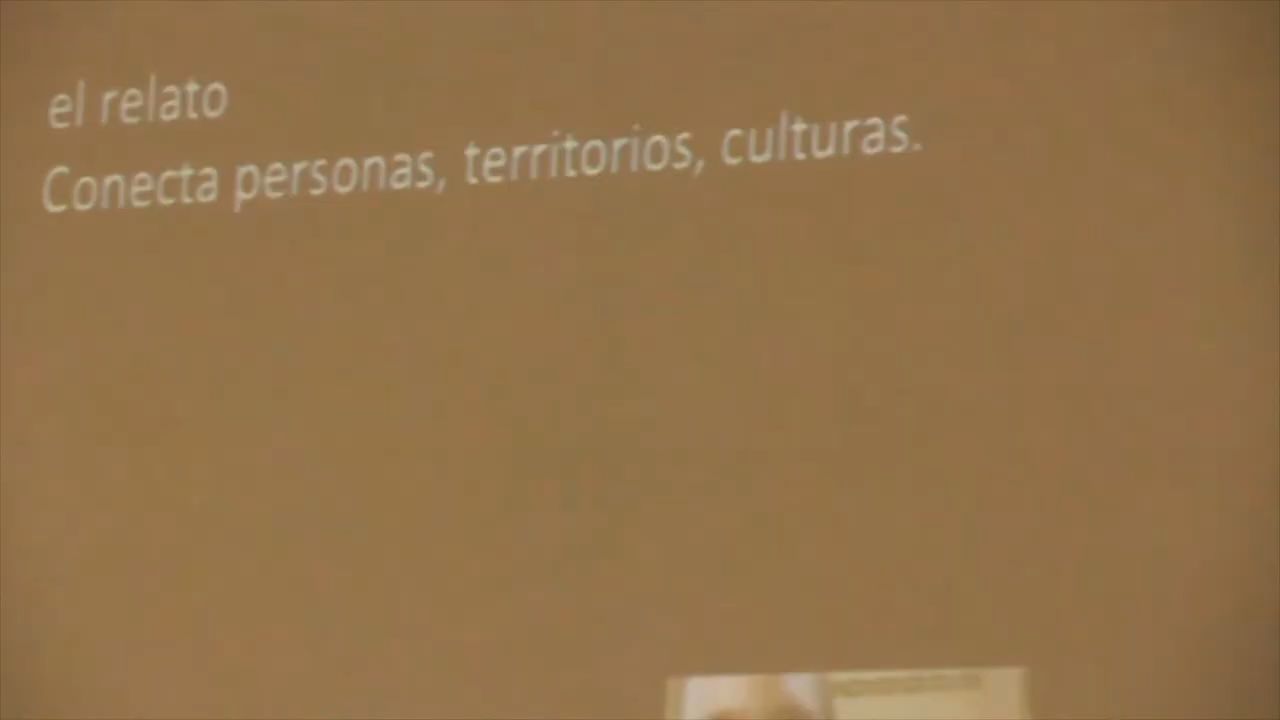 el relato
Conecta personas, territorios, culturas.